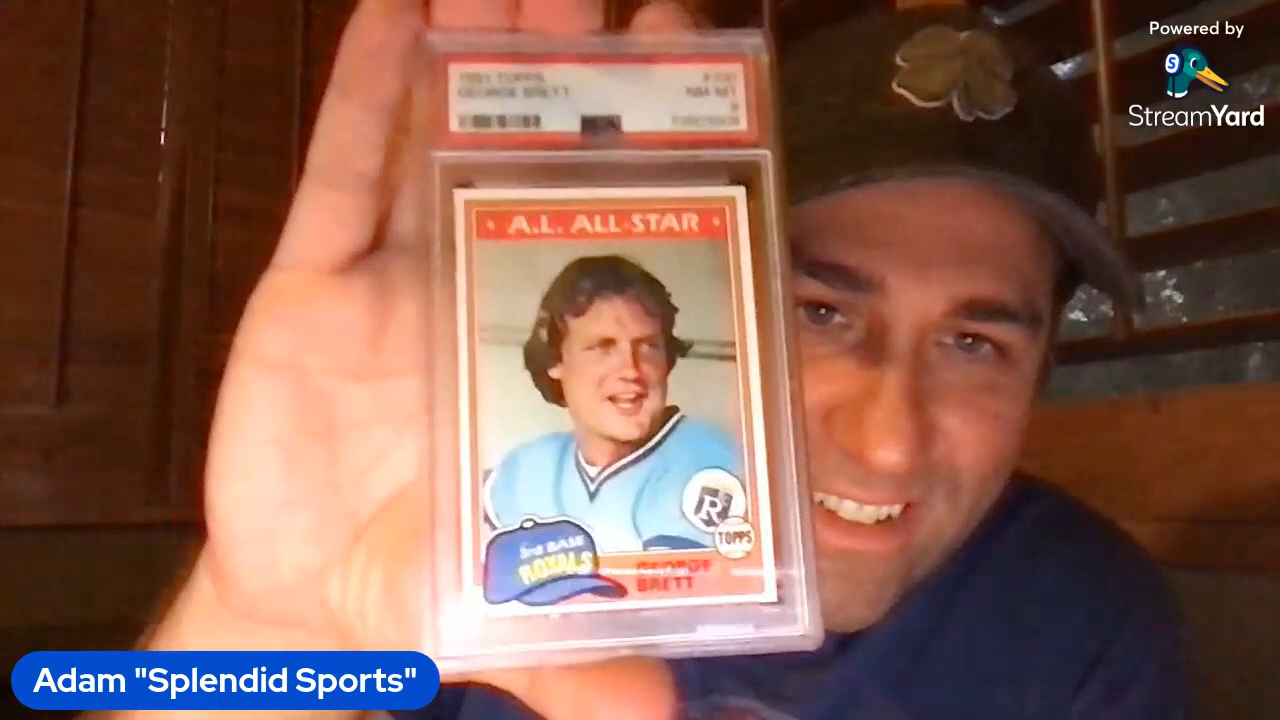 Powered by
StreamYard
1981 TOPPS
GEORGE BRETT
#700
NM-MT
8
A.L. ALL-STAR
R
TOPPS
3rd BASE
ROYALS
GEORGE
BRETT
Adam "Splendid Sports"